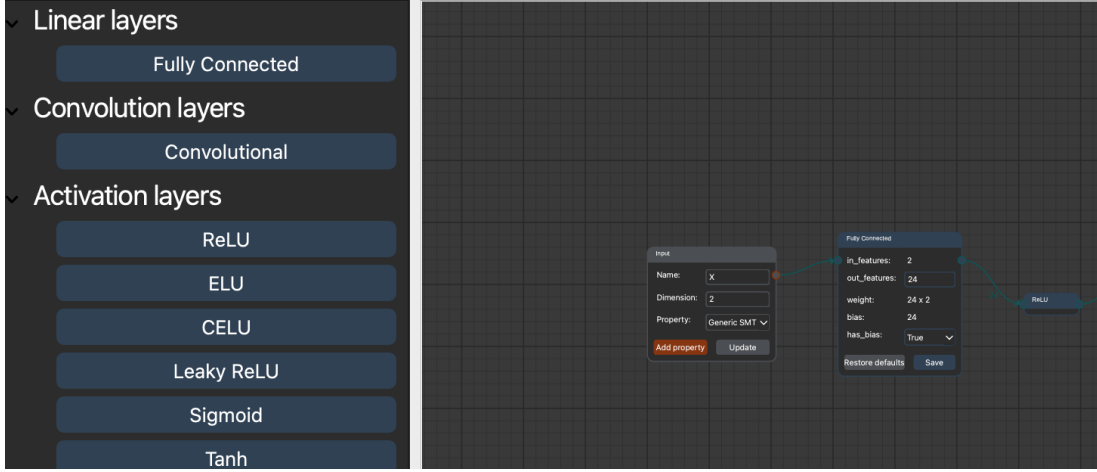 Linear layers
Fully Connected
Convolution layers
Convolutional
Activation layers
ReLU
ELU
CELU
Leaky ReLU
Sigmoid
Tanh
Input
Name: X
Dimension: 2
Property: Generic SMT
Add property Update
Fully Connected
in_features: 2
out_features: 24
weight: 24 x 2
bias: 24
has_bias: True
Restore defaults Save
ReLU